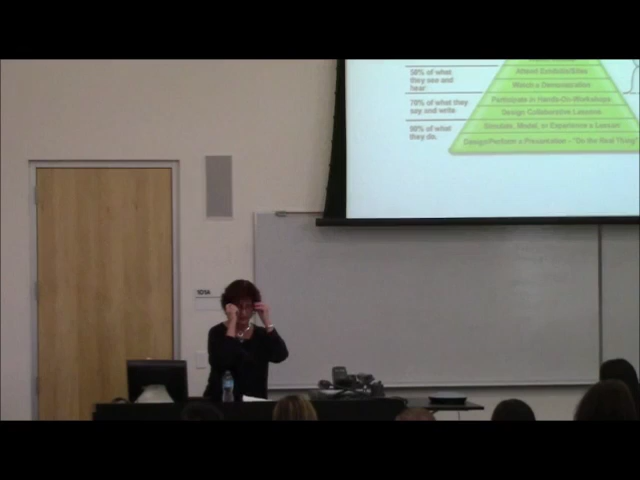 Attend Exhibits/Sites
50% of what
they see and
hear
Watch a Demonstration
70% of what they
say and write
Participate in Hands-On-Workshops
Design Collaborative Lessons
90% of what
they do.
Simulate, Model, or Experience a Lesson
Design/Perform a Presentation - "Do the Real Thing"